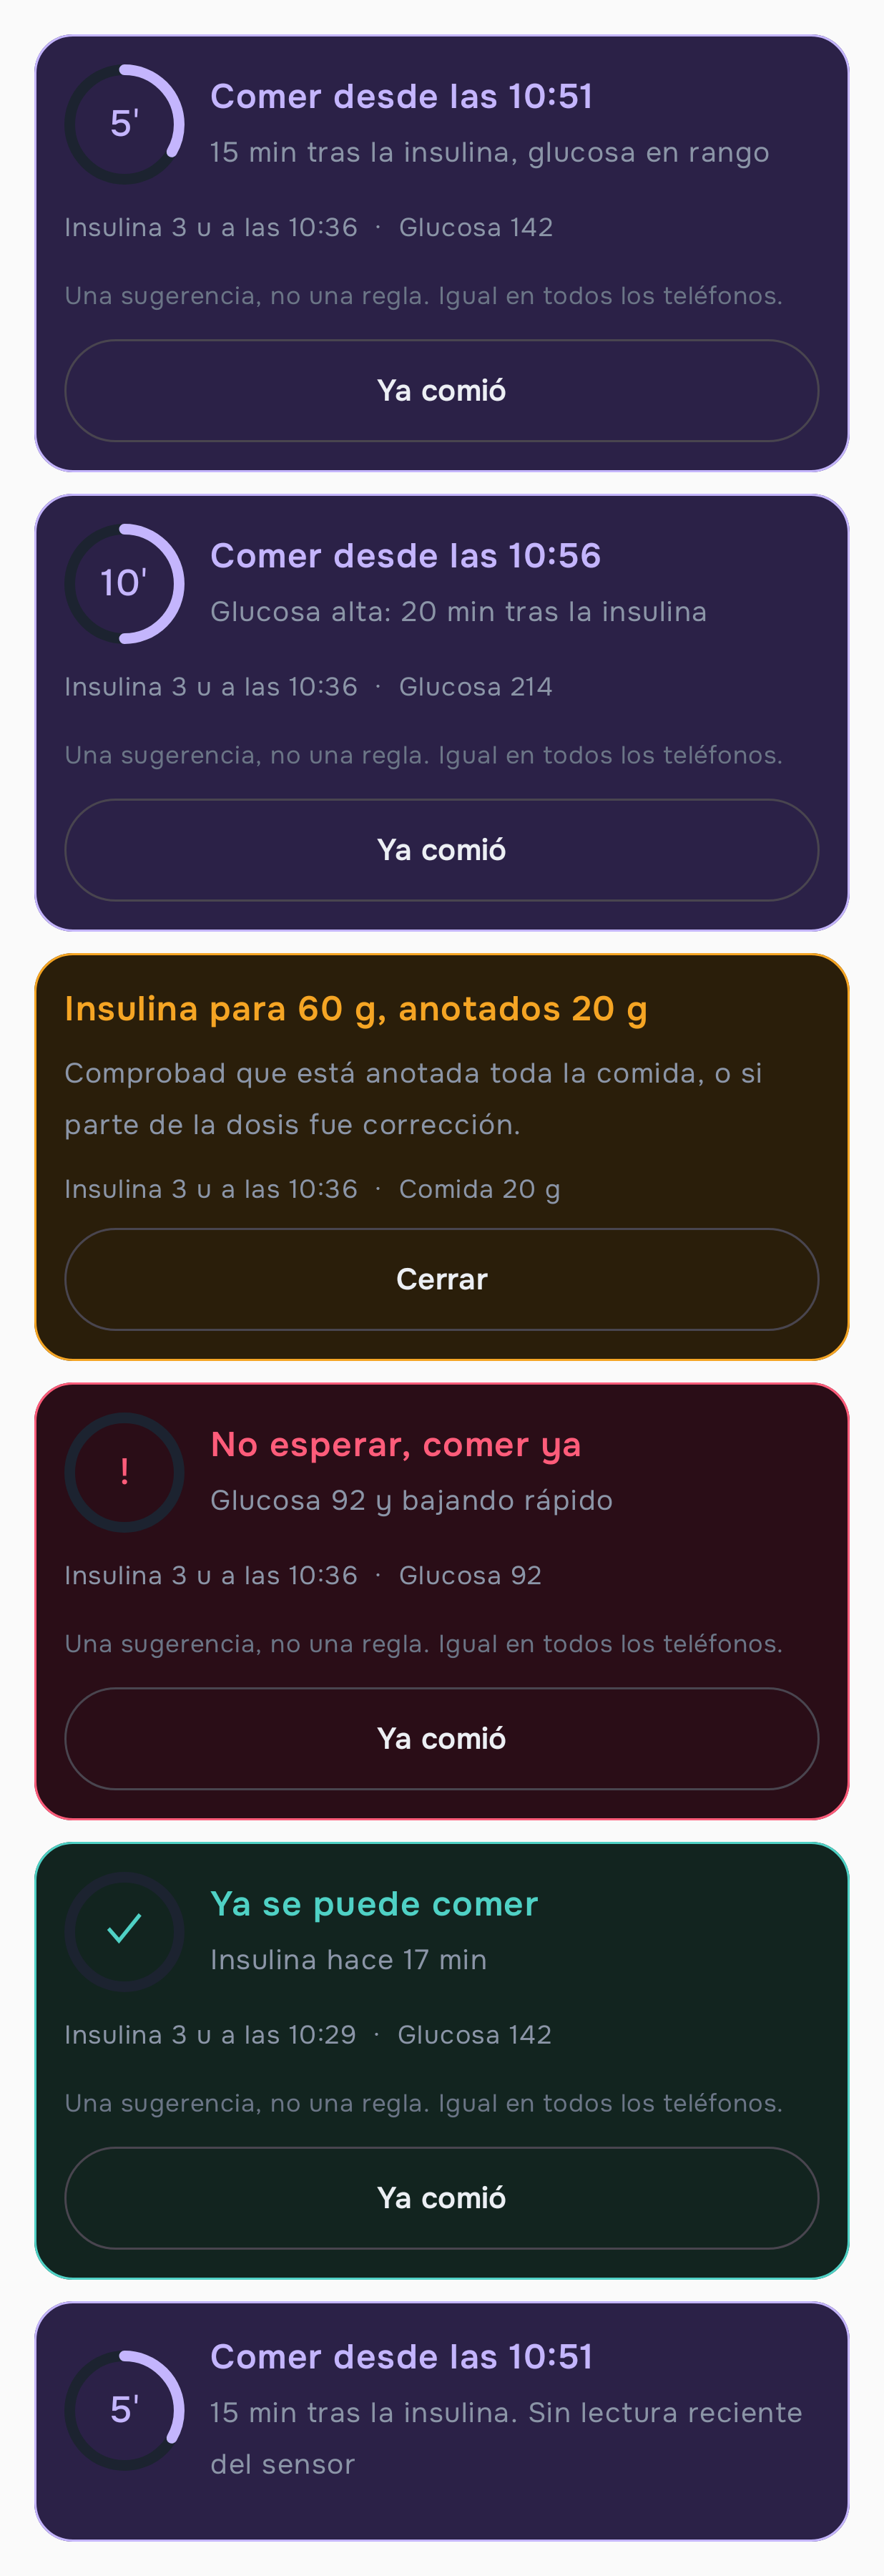 5'
Comer desde las 10:51
15 min tras la insulina, glucosa en rango
Insulina 3 u a las 10:36 · Glucosa 142
Una sugerencia, no una regla. Igual en todos los teléfonos.
Ya comió
10'
Comer desde las 10:56
Glucosa alta: 20 min tras la insulina
Insulina 3 u a las 10:36 · Glucosa 214
Una sugerencia, no una regla. Igual en todos los teléfonos.
Ya comió
Insulina para 60 g, anotados 20 g
Comprobad que está anotada toda la comida, o si
parte de la dosis fue corrección.
Insulina 3 u a las 10:36 · Comida 20 g
Cerrar
!
No esperar, comer ya
Glucosa 92 y bajando rápido
Insulina 3 u a las 10:36 · Glucosa 92
Una sugerencia, no una regla. Igual en todos los teléfonos.
Ya comió
Ya se puede comer
Insulina hace 17 min
Insulina 3 u a las 10:29 · Glucosa 142
Una sugerencia, no una regla. Igual en todos los teléfonos.
Ya comió
5'
Comer desde las 10:51
15 min tras la insulina. Sin lectura reciente
del sensor